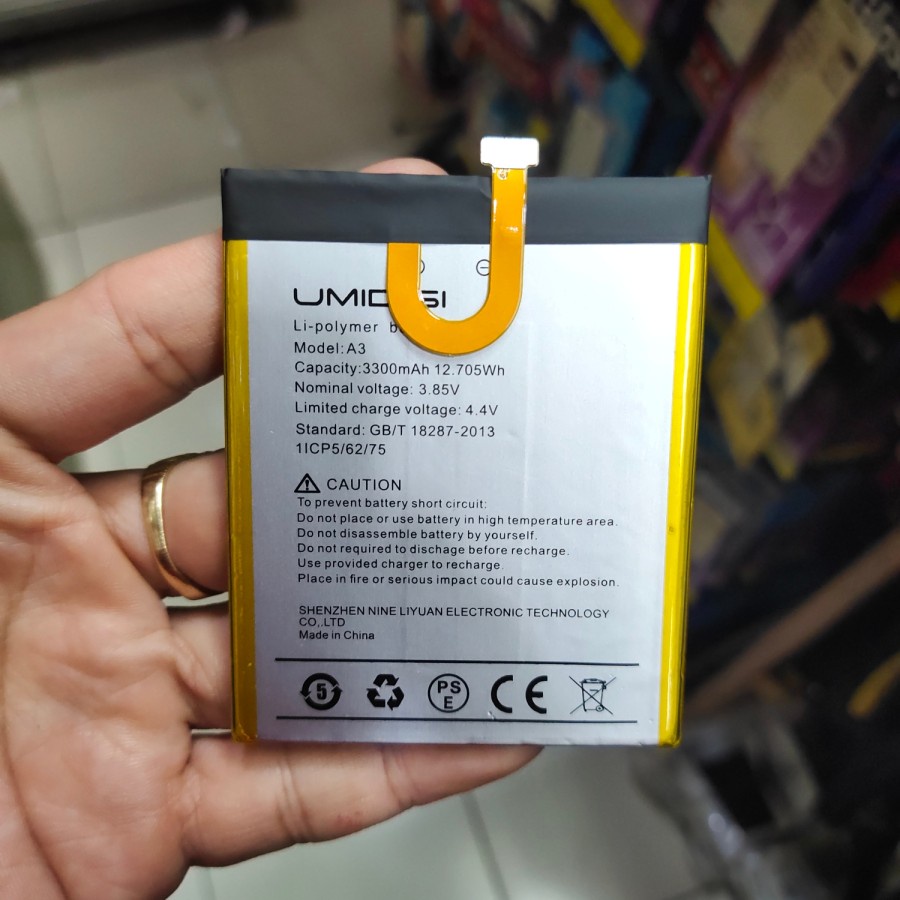 UMIDIGI
Li-polymer
Model:A3
Capacity:3300mAh 12.705Wh
Nominal voltage: 3.85V
Limited charge voltage: 4.4V
Standard: GB/T 18287-2013
1ICP5/62/75
CAUTION
To prevent battery short circuit:
Do not place or use battery in high temperature area.
Do not disassemble battery by yourself.
Do not required to dischage before recharge.
Use provided charger to recharge.
Place in fire or serious impact could cause explosion.
SHENZHEN NINE LIYUAN ELECTRONIC TECHNOLOGY
CO,.LTD
Made in China
5 PS E CE